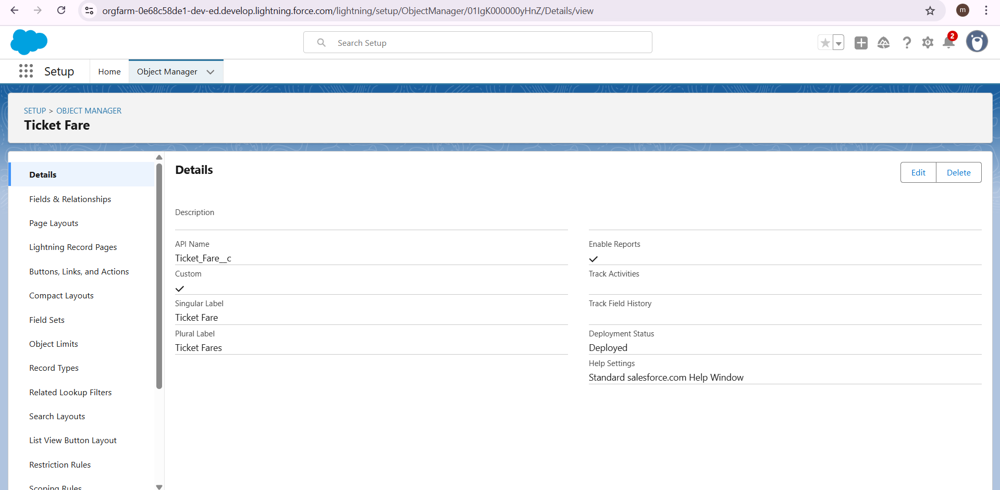 orgfarm-0e68c58de1-dev-ed.develop.lightning.force.com/lightning/setup/ObjectManager/01IgK000000yHnZ/Details/view
m
Search Setup
2
Setup
Home
Object Manager
SETUP > OBJECT MANAGER
Ticket Fare
Details
Fields & Relationships
Page Layouts
Lightning Record Pages
Buttons, Links, and Actions
Compact Layouts
Field Sets
Object Limits
Record Types
Related Lookup Filters
Search Layouts
List View Button Layout
Restriction Rules
Scoping Rules
Details
Edit
Delete
Description
API Name
Ticket_Fare__c
Custom
Singular Label
Ticket Fare
Plural Label
Ticket Fares
Enable Reports
Track Activities
Track Field History
Deployment Status
Deployed
Help Settings
Standard salesforce.com Help Window